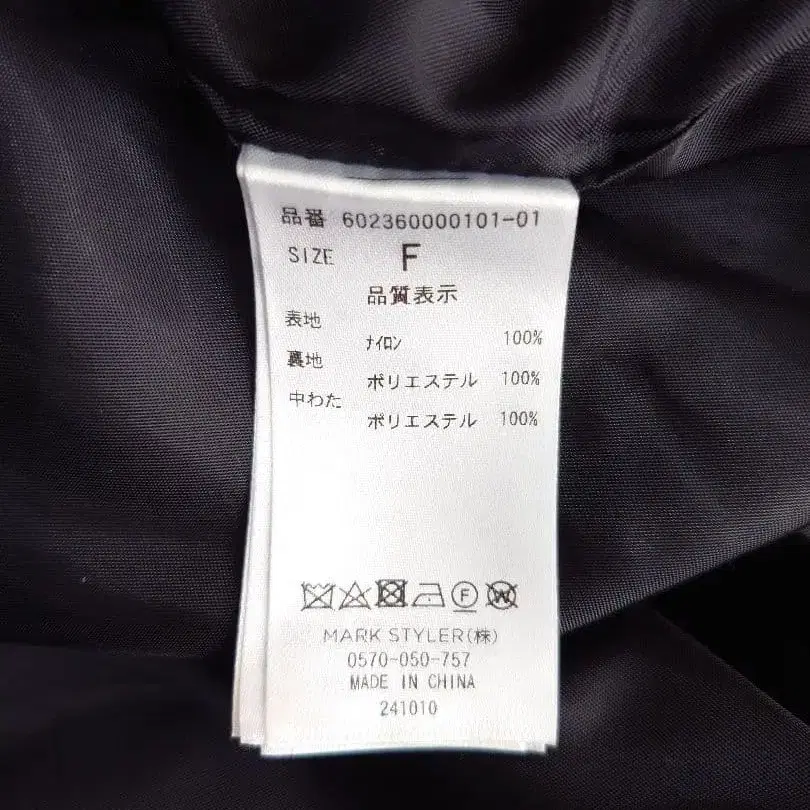 品番 602360000101-01
SIZE F
品質表示
表地
ナイロン 100%
裏地
ポリエステル 100%
中わた
ポリエステル 100%
F W
MARK STYLER(株)
0570-050-757
MADE IN CHINA
241010